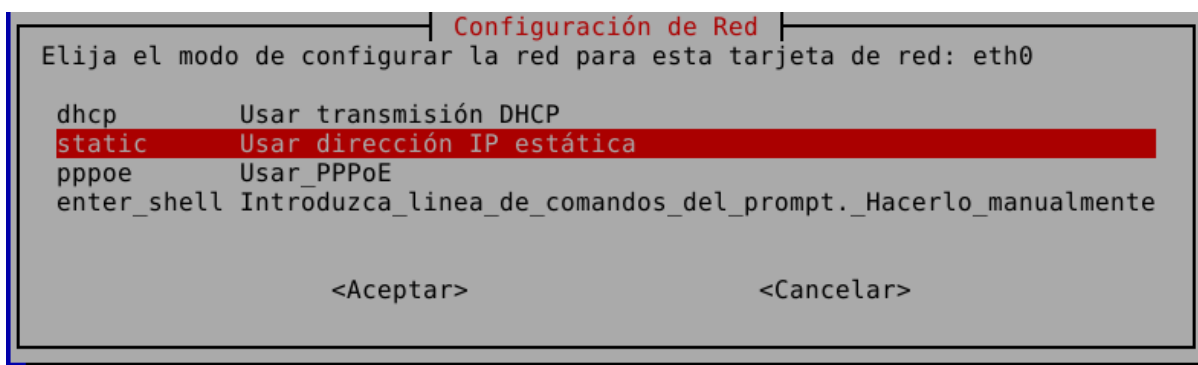 Configuración de Red
Elija el modo de configurar la red para esta tarjeta de red: eth0
dhcp Usar transmisión DHCP
static Usar dirección IP estática
pppoe Usar_PPPoE
enter_shell Introduzca_linea_de_comandos_del_prompt._Hacerlo_manualmente
<Aceptar> <Cancelar>